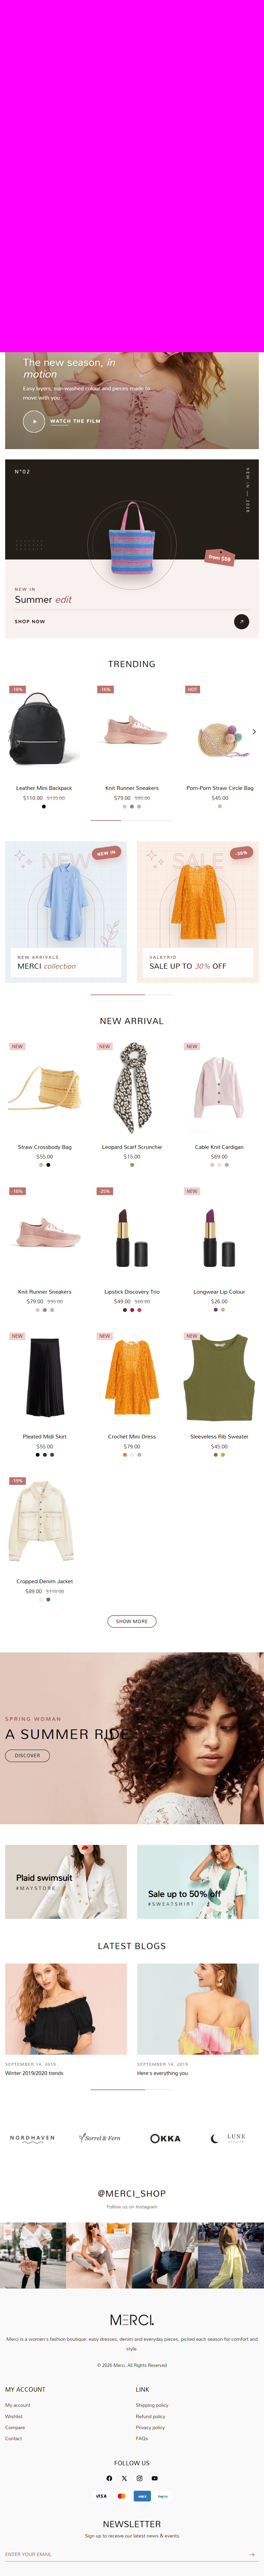 The new season, in
motion
Easy layers, sun-washed colour and pieces made to
move with you.
WATCH THE FILM
N°02
NEW IN — 2026
from $89
NEW IN
Summer edit
SHOP NOW
TRENDING
-16%
-16%
HOT
Leather Mini Backpack
Knit Runner Sneakers
Pom-Pom Straw Circle Bag
$110.00
$79.00
$45.00
NEW
NEW IN
SALE
-30%
NEW ARRIVALS
MERCI collection
VALKYRID
SALE UP TO 30% OFF
NEW ARRIVAL
NEW
NEW
NEW
Straw Crossbody Bag
Leopard Scarf Scrunchie
Cable Knit Cardigan
$55.00
$15.00
$69.00
-16%
-20%
NEW
Knit Runner Sneakers
Lipstick Discovery Trio
Longwear Lip Colour
$79.00
$49.00
$26.00
NEW
NEW
NEW
Pleated Midi Skirt
Crochet Mini Dress
Sleeveless Rib Sweater
$55.00
$79.00
$45.00
-19%
Cropped Denim Jacket
$89.00 $110.00
SHOW MORE
SPRING WOMAN
A SUMMER RIDE
DISCOVER
Plaid swimsuit
#MAYSTORE
Sale up to 50% off
#SWEATSHIRT
LATEST BLOGS
SEPTEMBER 14, 2019
SEPTEMBER 14, 2019
Winter 2019/2020 trends
Here's everything you
NORDHAVEN
Sorrel & Fern
OKKA
LUNE
ATELIER
@MERCI_SHOP
Follow us on Instagram
MERCI.
Merci is a women's fashion boutique: easy dresses, denim and everyday pieces, picked each season for comfort and
style.
© 2026 Merci. All Rights Reserved
MY ACCOUNT
LINK
My account
Shipping policy
Wishlist
Refund policy
Compare
Privacy policy
Contact
FAQs
FOLLOW US
VISA
AMEX
PayPal
NEWSLETTER
Sign up to receive our latest news & events
ENTER YOUR EMAIL